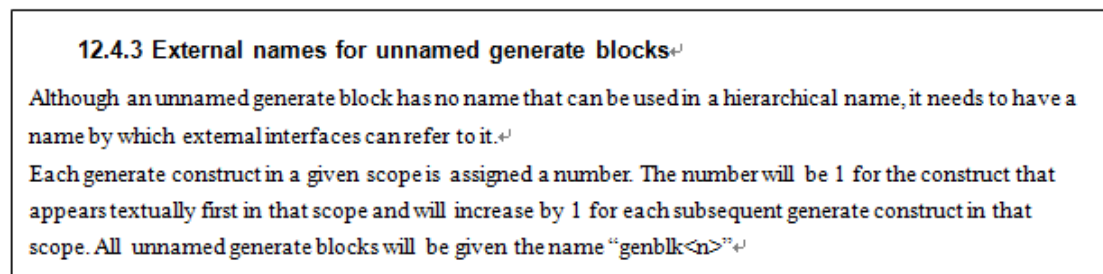 12.4.3 External names for unnamed generate blocks
Although an unnamed generate block has no name that can be used in a hierarchical name, it needs to have a
name by which external interfaces can refer to it.
Each generate construct in a given scope is assigned a number. The number will be 1 for the construct that
appears textually first in that scope and will increase by 1 for each subsequent generate construct in that
scope. All unnamed generate blocks will be given the name “genblk<n>”